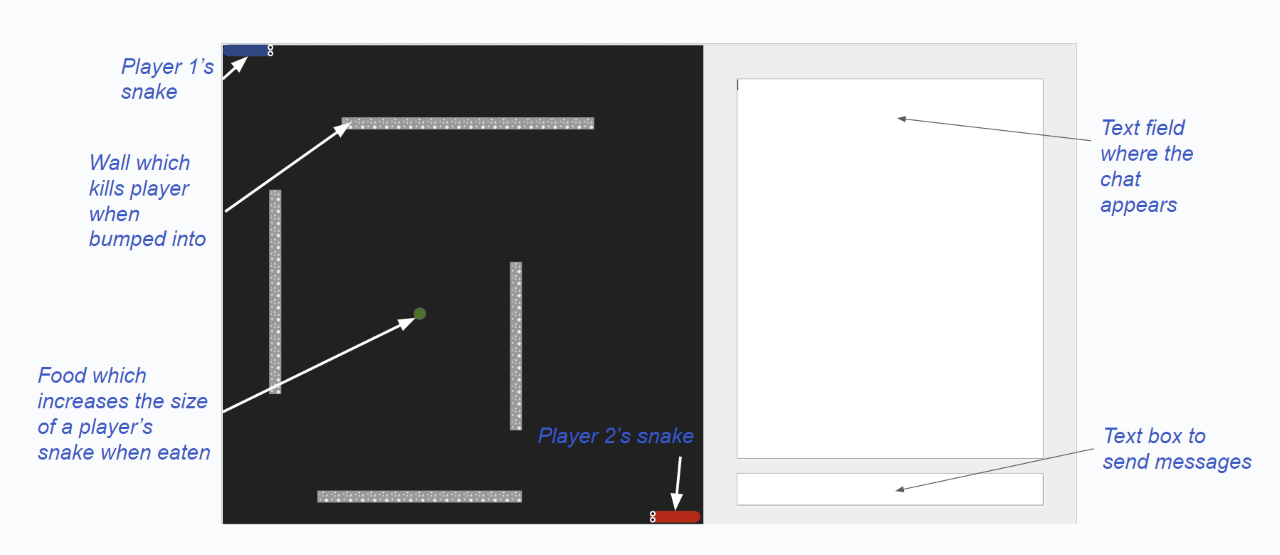 Player 1’s
snake
Wall which
kills player
when
bumped into
Food which
increases the size
of a player’s
snake when eaten
Player 2’s snake
Text field
where the
chat
appears
Text box to
send messages